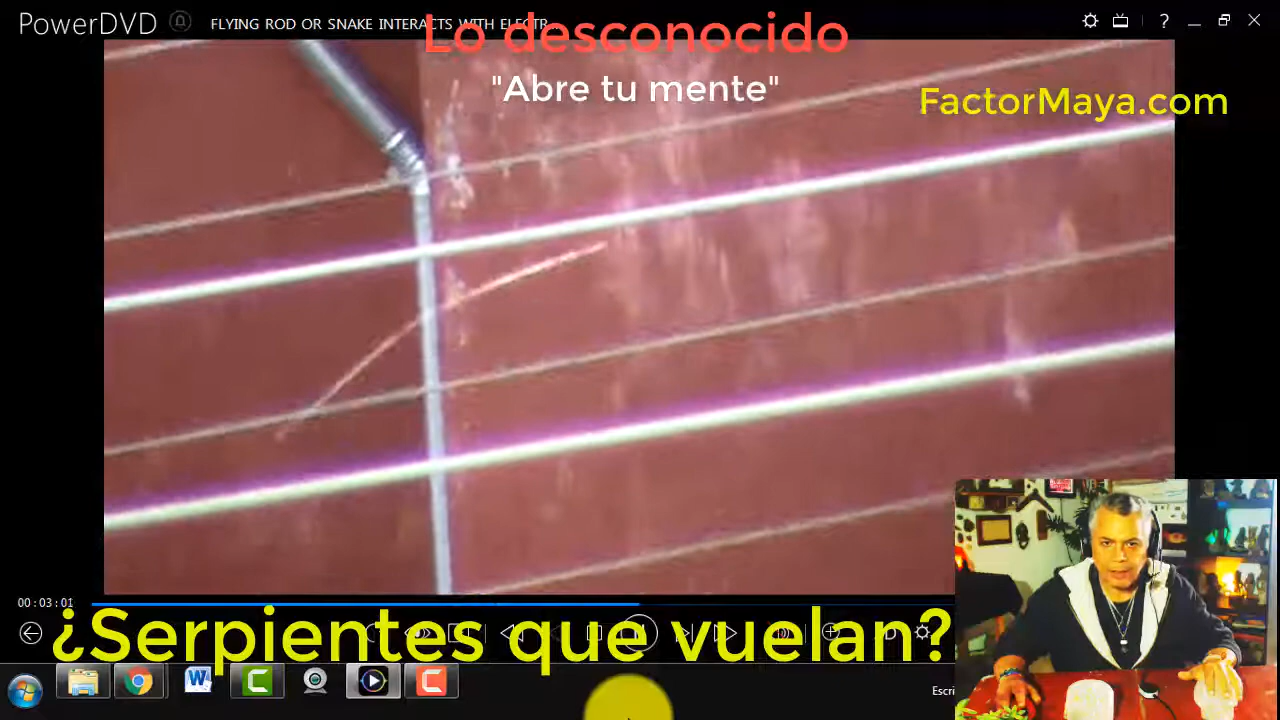 PowerDVD
FLYING ROD OR SNAKE INTERACTS WITH ELECTR
Lo desconocido
"Abre tu mente"
FactorMaya.com
00:03:01
¿Serpientes que vuelan?
Escri